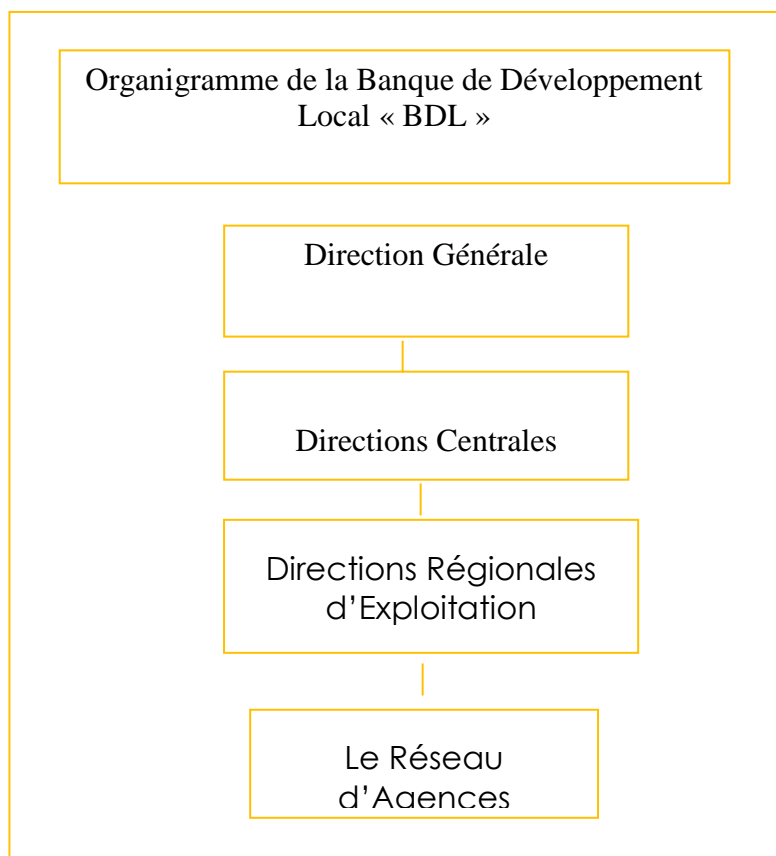 Organigramme de la Banque de Développement
Local « BDL »
Direction Générale
Directions Centrales
Directions Régionales
d’Exploitation
Le Réseau
d’Agences